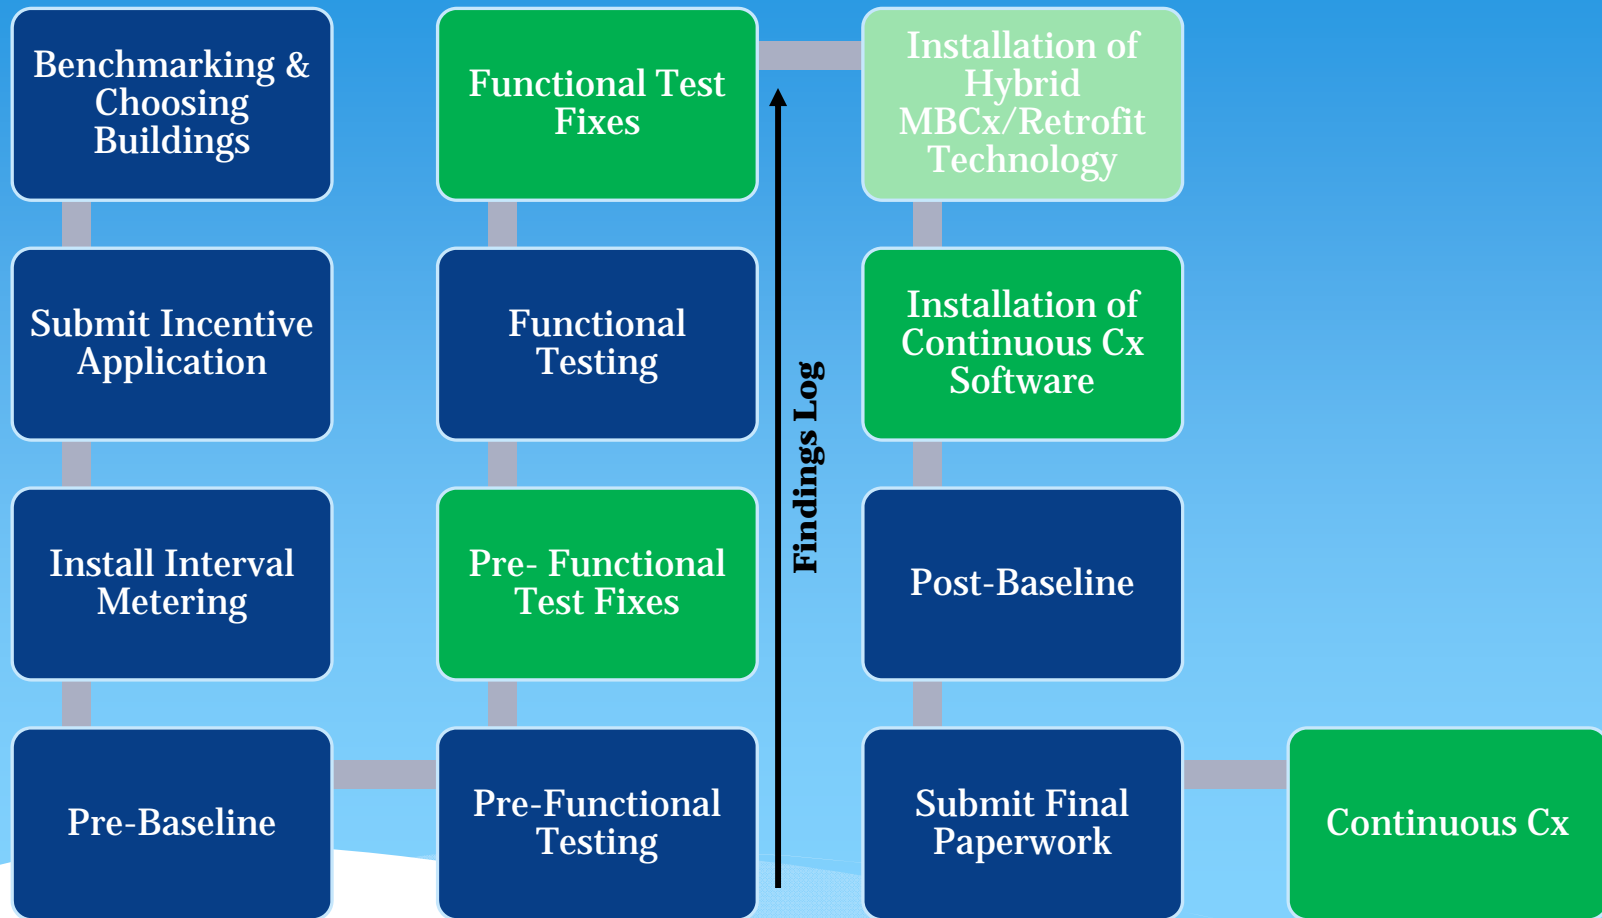 Benchmarking &
Choosing
Buildings
Submit Incentive
Application
Install Interval
Metering
Pre-Baseline
Pre-Functional
Testing
Pre- Functional
Test Fixes
Functional
Testing
Functional Test
Fixes
Findings Log
Installation of
Hybrid
MBCx/Retrofit
Technology
Installation of
Continuous Cx
Software
Post-Baseline
Submit Final
Paperwork
Continuous Cx